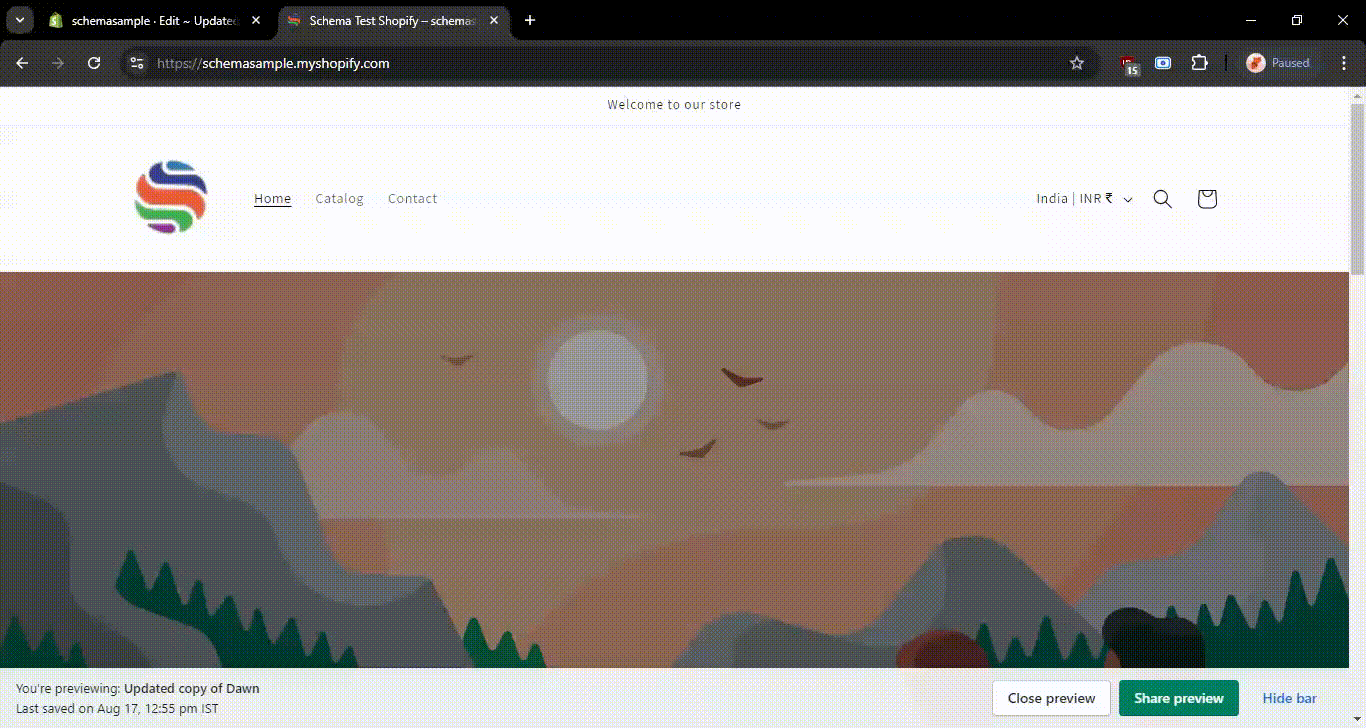 schemasample · Edit ~ Updated
Schema Test Shopify – schemas
https://schemasample.myshopify.com
15
Paused
Welcome to our store
Home
Catalog
Contact
India | INR ₹
You're previewing: Updated copy of Dawn
Last saved on Aug 17, 12:55 pm IST
Close preview
Share preview
Hide bar